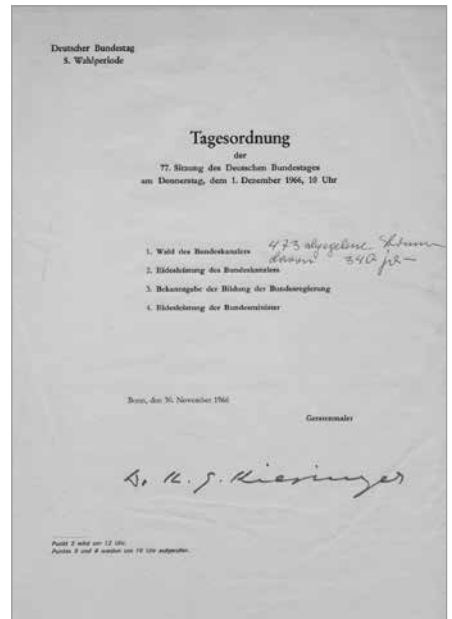 Deutscher Bundestag
5. Wahlperiode
Tagesordnung
der
77. Sitzung des Deutschen Bundestages
am Donnerstag, dem 1. Dezember 1966, 10 Uhr
1. Wahl des Bundeskanzlers 473 abgegebene Stimmen
davon 340 ja
2. Eidesleistung des Bundeskanzlers
3. Bekanntgabe der Bildung der Bundesregierung
4. Eidesleistung der Bundesminister
Bonn, den 30. November 1966
Gerstenmaier
Dr. K. G. Kiesinger
Punkt 2 wird um 12 Uhr,
Punkte 3 und 4 werden um 16 Uhr aufgerufen.